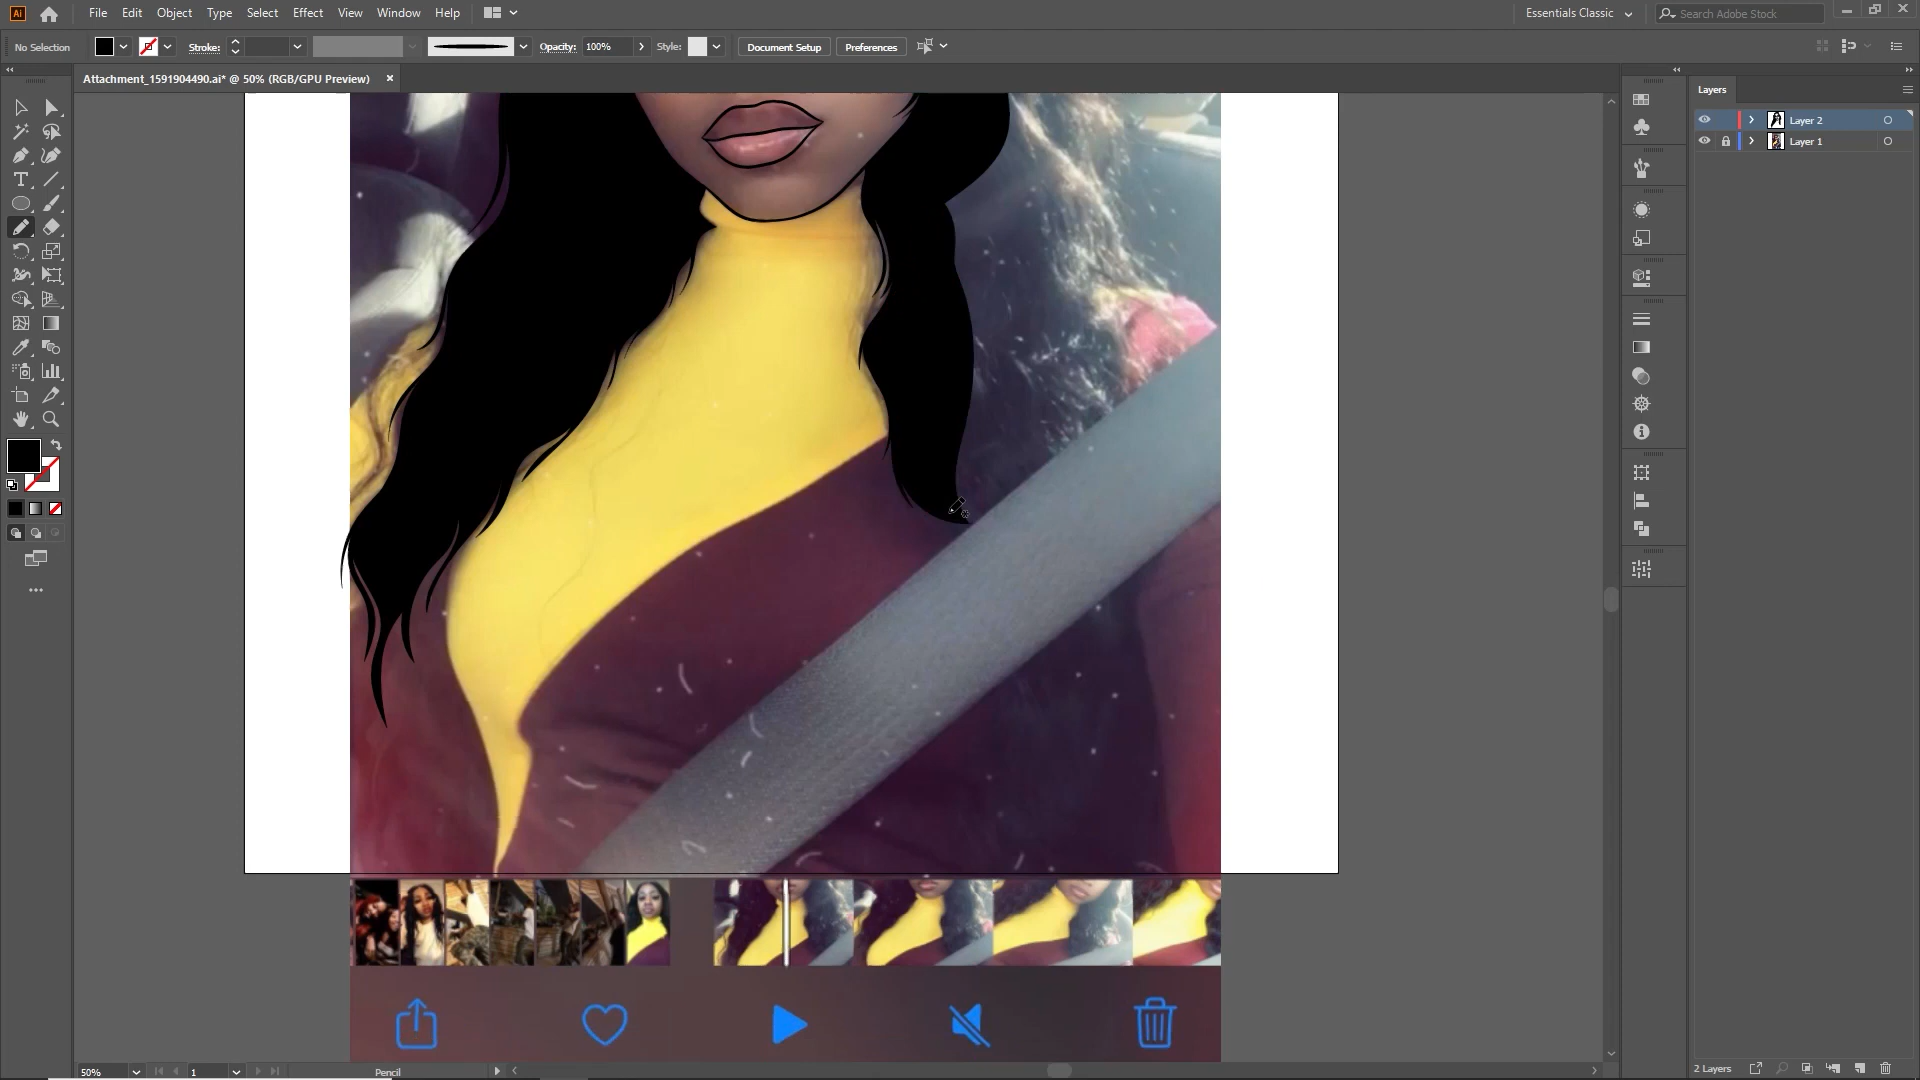 Ai File Edit Object Type Select Effect View Window Help Essentials Classic Search Adobe Stock
No Selection Stroke: Opacity: 100% Style: Document Setup Preferences
Attachment_1591904490.ai* @ 50% (RGB/GPU Preview) ×
Layers
Layer 2
Layer 1
50% 1 Pencil 2 Layers